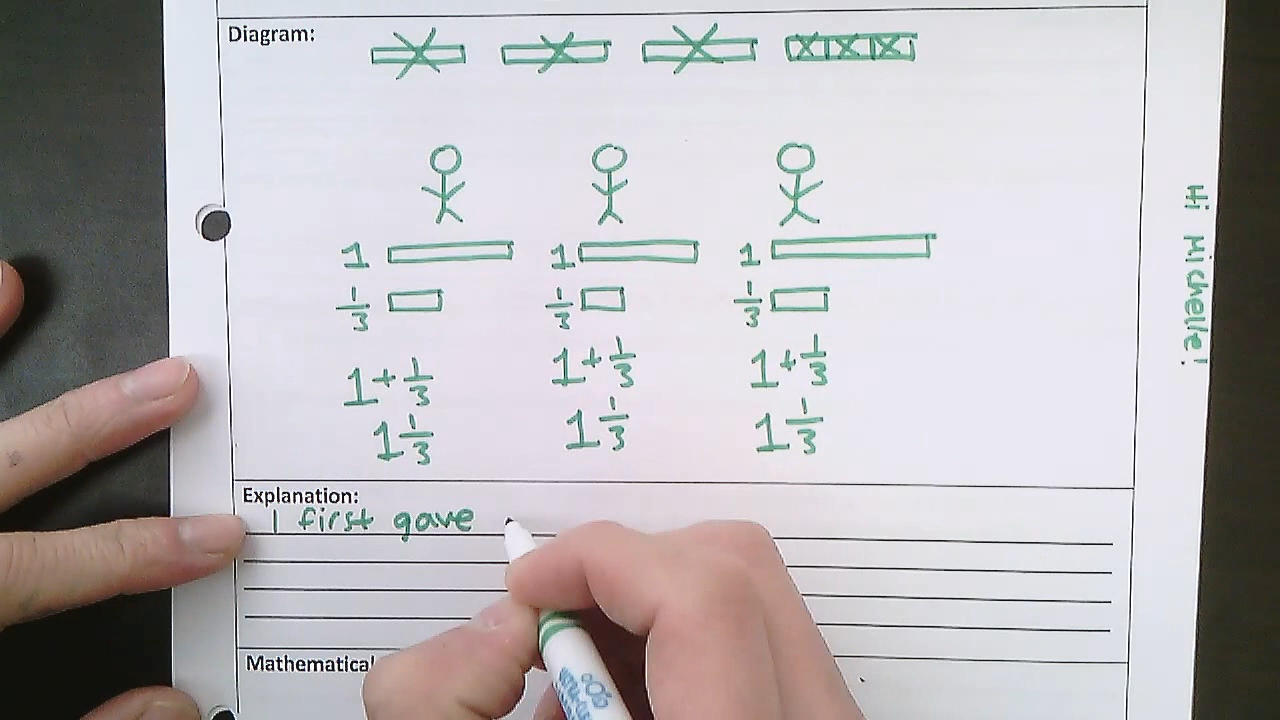 Diagram:
1 1 1
1/3 1/3 1/3
1+1/3 1+1/3 1+1/3
1 1/3 1 1/3 1 1/3
Explanation:
I first gave
Mathematical
Hi Michelle!